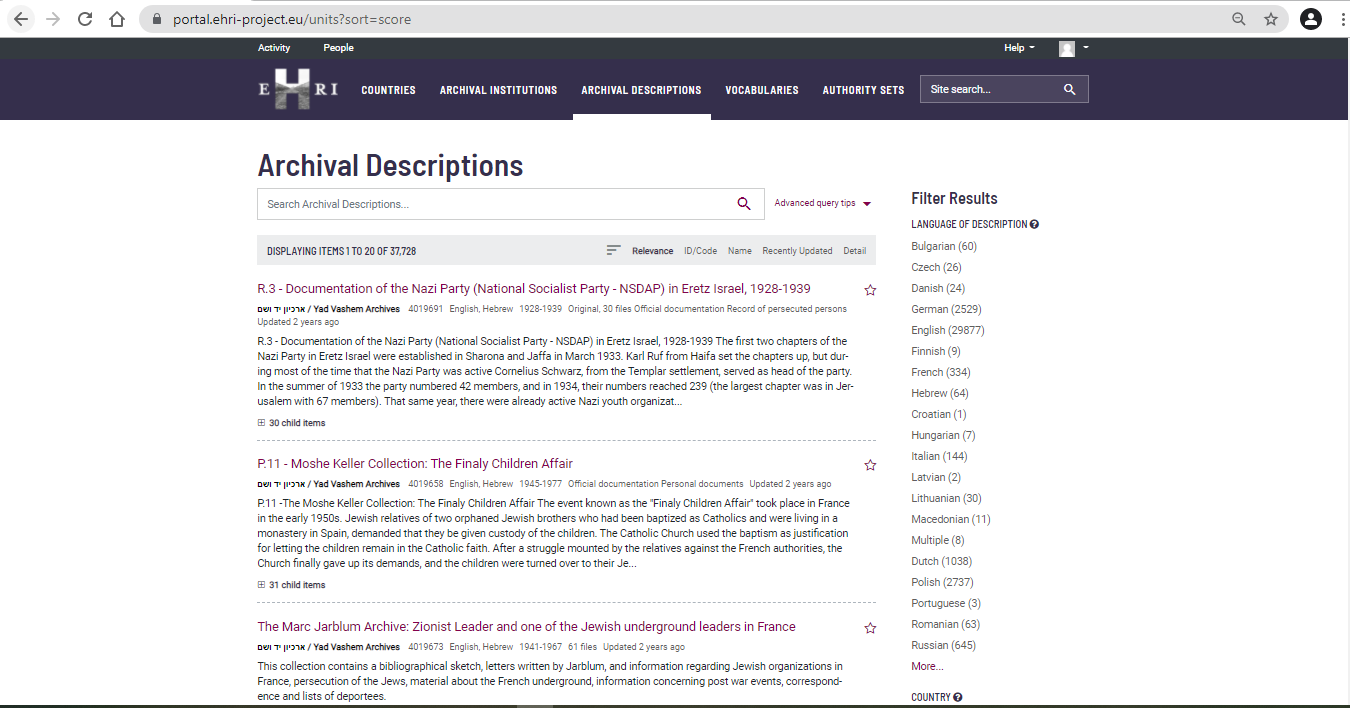 portal.ehri-project.eu/units?sort=score
Activity People Help
EHRI COUNTRIES ARCHIVAL INSTITUTIONS ARCHIVAL DESCRIPTIONS VOCABULARIES AUTHORITY SETS Site search...
Archival Descriptions
Search Archival Descriptions...
Advanced query tips
DISPLAYING ITEMS 1 TO 20 OF 37,728 Relevance ID/Code Name Recently Updated Detail
R.3 - Documentation of the Nazi Party (National Socialist Party - NSDAP) in Eretz Israel, 1928-1939
ארכיון יד ושם / Yad Vashem Archives 4019691 English, Hebrew 1928-1939 Original, 30 files Official documentation Record of persecuted persons
Updated 2 years ago
R.3 - Documentation of the Nazi Party (National Socialist Party - NSDAP) in Eretz Israel, 1928-1939 The first two chapters of the
Nazi Party in Eretz Israel were established in Sharona and Jaffa in March 1933. Karl Ruf from Haifa set the chapters up, but dur-
ing most of the time that the Nazi Party was active Cornelius Schwarz, from the Templar settlement, served as head of the party.
In the summer of 1933 the party numbered 42 members, and in 1934, their numbers reached 239 (the largest chapter was in Jer-
usalem with 67 members). That same year, there were already active Nazi youth organizat...
30 child items
P.11 - Moshe Keller Collection: The Finaly Children Affair
ארכיון יד ושם / Yad Vashem Archives 4019658 English, Hebrew 1945-1977 Official documentation Personal documents Updated 2 years ago
P.11 -The Moshe Keller Collection: The Finaly Children Affair The event known as the "Finaly Children Affair" took place in France
in the early 1950s. Jewish relatives of two orphaned Jewish brothers who had been baptized as Catholics and were living in a
monastery in Spain, demanded that they be given custody of the children. The Catholic Church used the baptism as justification
for letting the children remain in the Catholic faith. After a struggle mounted by the relatives against the French authorities, the
Church finally gave up its demands, and the children were turned over to their Je...
31 child items
The Marc Jarblum Archive: Zionist Leader and one of the Jewish underground leaders in France
ארכיון יד ושם / Yad Vashem Archives 4019673 English, Hebrew 1941-1967 61 files Updated 2 years ago
This collection contains a bibliographical sketch, letters written by Jarblum, and information regarding Jewish organizations in
France, persecution of the Jews, material about the French underground, information concerning post war events, correspond-
ence and lists of deportees.
Filter Results
LANGUAGE OF DESCRIPTION
Bulgarian (60)
Czech (26)
Danish (24)
German (2529)
English (29877)
Finnish (9)
French (334)
Hebrew (64)
Croatian (1)
Hungarian (7)
Italian (144)
Latvian (2)
Lithuanian (30)
Macedonian (11)
Multiple (8)
Dutch (1038)
Polish (2737)
Portuguese (3)
Romanian (63)
Russian (645)
More...
COUNTRY